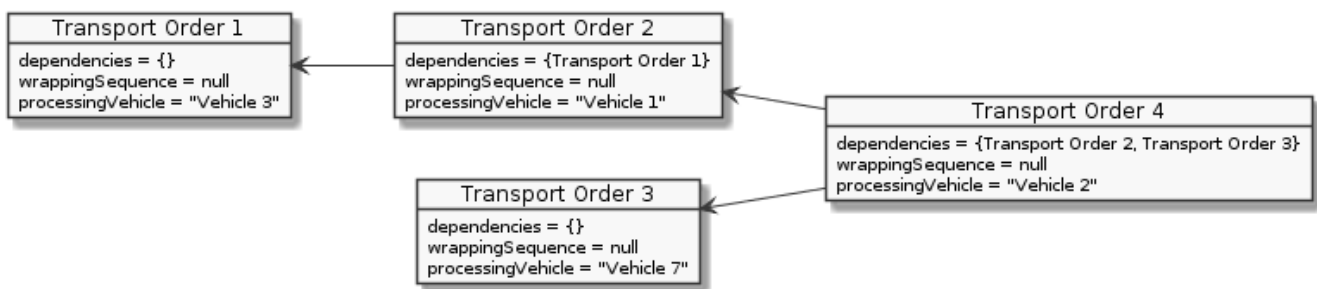 Transport Order 1
dependencies = {}
wrappingSequence = null
processingVehicle = "Vehicle 3"
Transport Order 2
dependencies = {Transport Order 1}
wrappingSequence = null
processingVehicle = "Vehicle 1"
Transport Order 3
dependencies = {}
wrappingSequence = null
processingVehicle = "Vehicle 7"
Transport Order 4
dependencies = {Transport Order 2, Transport Order 3}
wrappingSequence = null
processingVehicle = "Vehicle 2"